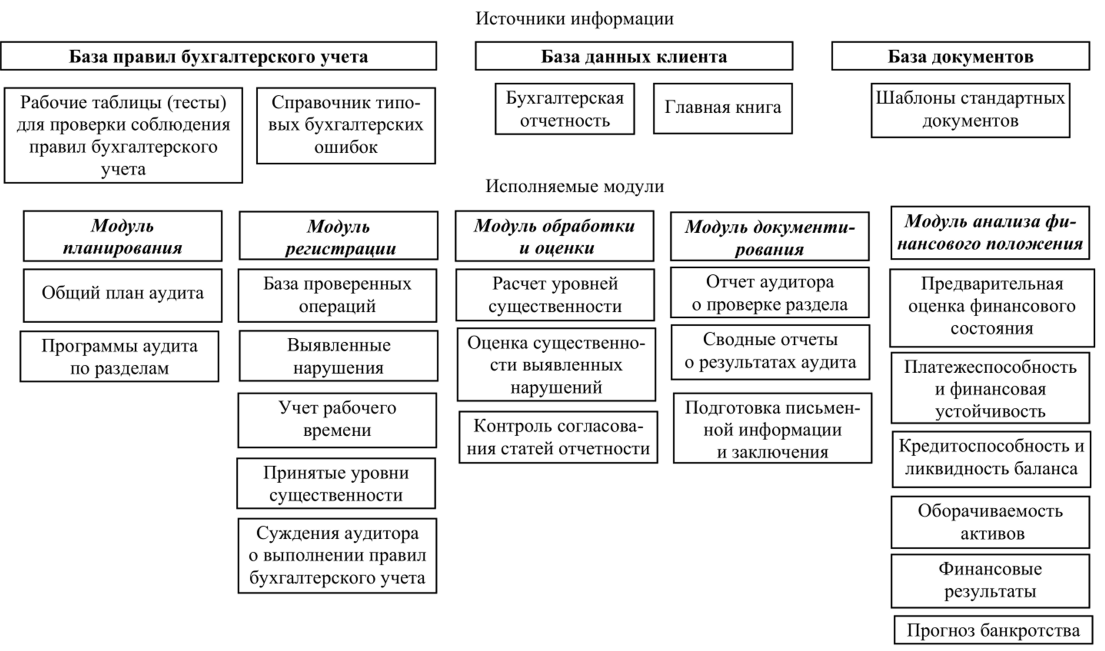 Источники информации
База правил бухгалтерского учета
База данных клиента
База документов
Рабочие таблицы (тесты)
для проверки соблюдения
правил бухгалтерского
учета
Справочник типо-
вых бухгалтерских
ошибок
Бухгалтерская
отчетность
Главная книга
Шаблоны стандартных
документов
Исполняемые модули
Модуль
планирования
Общий план аудита
Программы аудита
по разделам
Модуль
регистрации
База проверенных
операций
Выявленные
нарушения
Учет рабочего
времени
Принятые уровни
существенности
Суждения аудитора
о выполнении правил
бухгалтерского учета
Модуль обработки
и оценки
Расчет уровней
существенности
Оценка существенно-
сти выявленных
нарушений
Контроль согласова-
ния статей отчетности
Модуль документи-
рования
Отчет аудитора
о проверке раздела
Сводные отчеты
о результатах аудита
Подготовка письмен-
ной информации
и заключения
Модуль анализа фи-
нансового положения
Предварительная
оценка финансового
состояния
Платежеспособность
и финансовая
устойчивость
Кредитоспособность и
ликвидность баланса
Оборачиваемость
активов
Финансовые
результаты
Прогноз банкротства